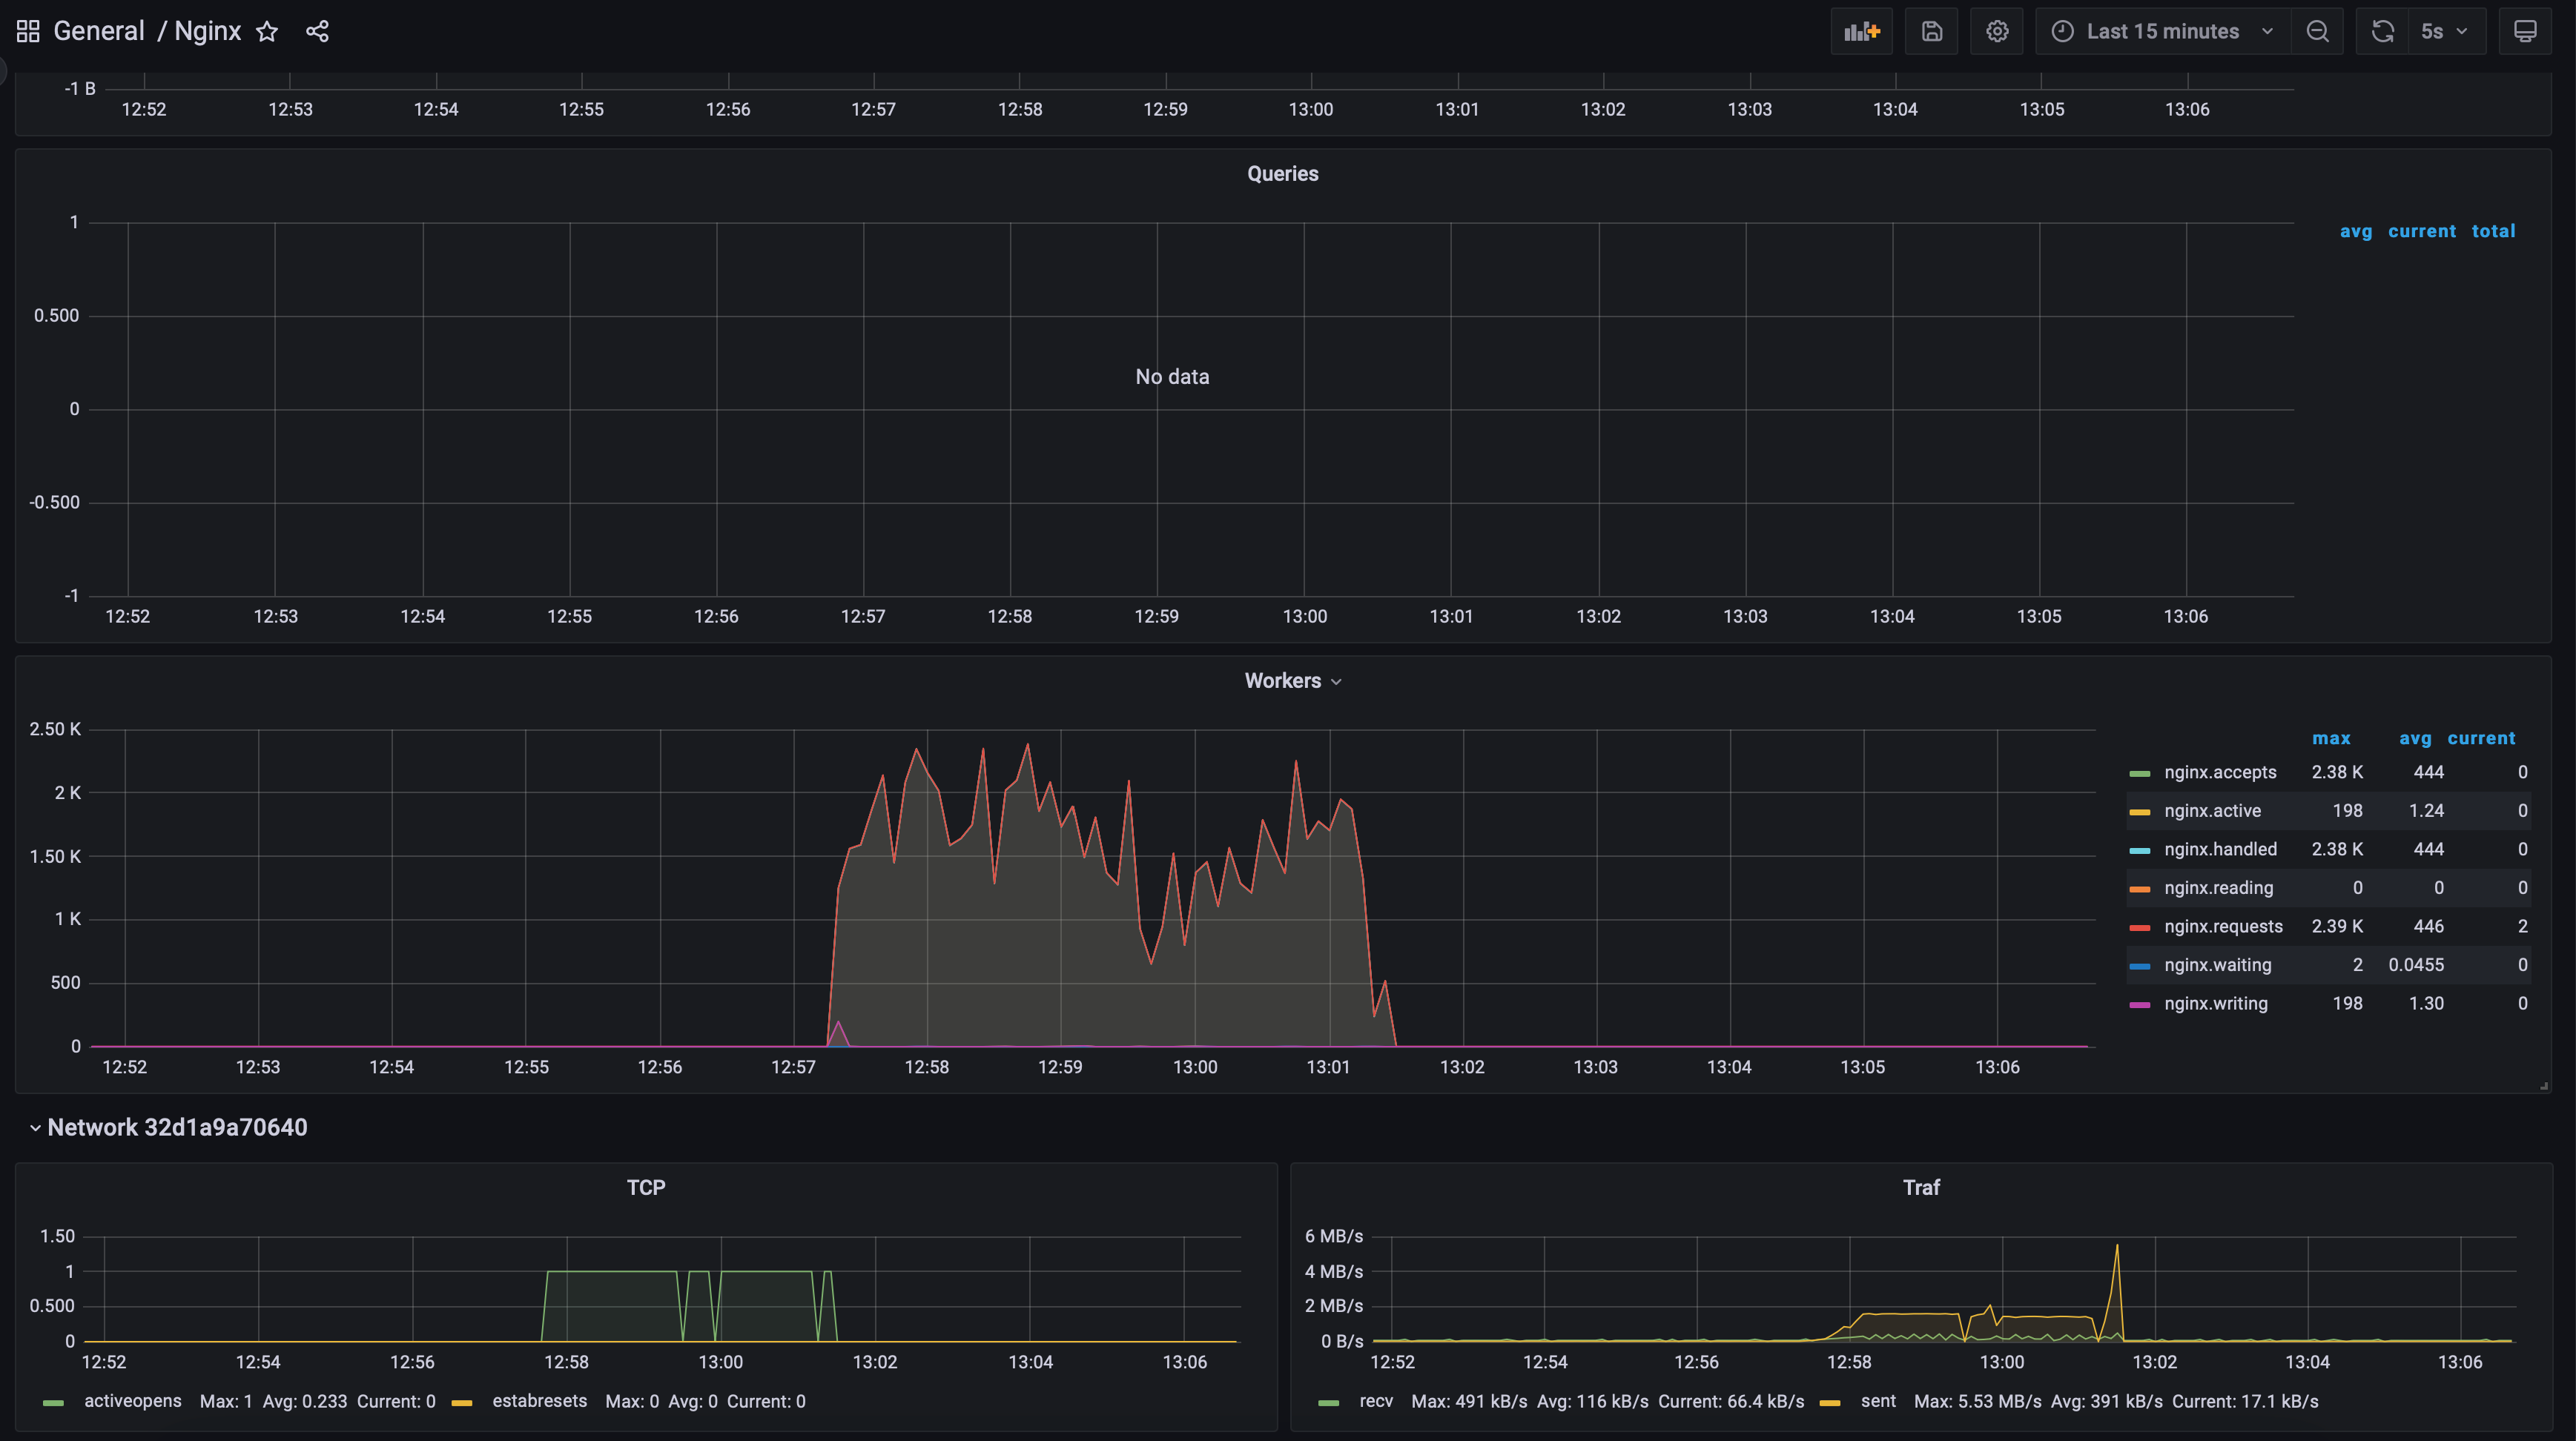 General / Nginx
Last 15 minutes
5s
-1 B
12:52 12:53 12:54 12:55 12:56 12:57 12:58 12:59 13:00 13:01 13:02 13:03 13:04 13:05 13:06
Queries
avg current total
1
0.500
No data
0
-0.500
-1
12:52 12:53 12:54 12:55 12:56 12:57 12:58 12:59 13:00 13:01 13:02 13:03 13:04 13:05 13:06
Workers
2.50 K
2 K
1.50 K
1 K
500
0
12:52 12:53 12:54 12:55 12:56 12:57 12:58 12:59 13:00 13:01 13:02 13:03 13:04 13:05 13:06
max avg current
nginx.accepts 2.38 K 444 0
nginx.active 198 1.24 0
nginx.handled 2.38 K 444 0
nginx.reading 0 0 0
nginx.requests 2.39 K 446 2
nginx.waiting 2 0.0455 0
nginx.writing 198 1.30 0
Network 32d1a9a70640
TCP
1.50
1
0.500
0
12:52 12:54 12:56 12:58 13:00 13:02 13:04 13:06
activeopens Max: 1 Avg: 0.233 Current: 0 estabresets Max: 0 Avg: 0 Current: 0
Traf
6 MB/s
4 MB/s
2 MB/s
0 B/s
12:52 12:54 12:56 12:58 13:00 13:02 13:04 13:06
recv Max: 491 kB/s Avg: 116 kB/s Current: 66.4 kB/s sent Max: 5.53 MB/s Avg: 391 kB/s Current: 17.1 kB/s